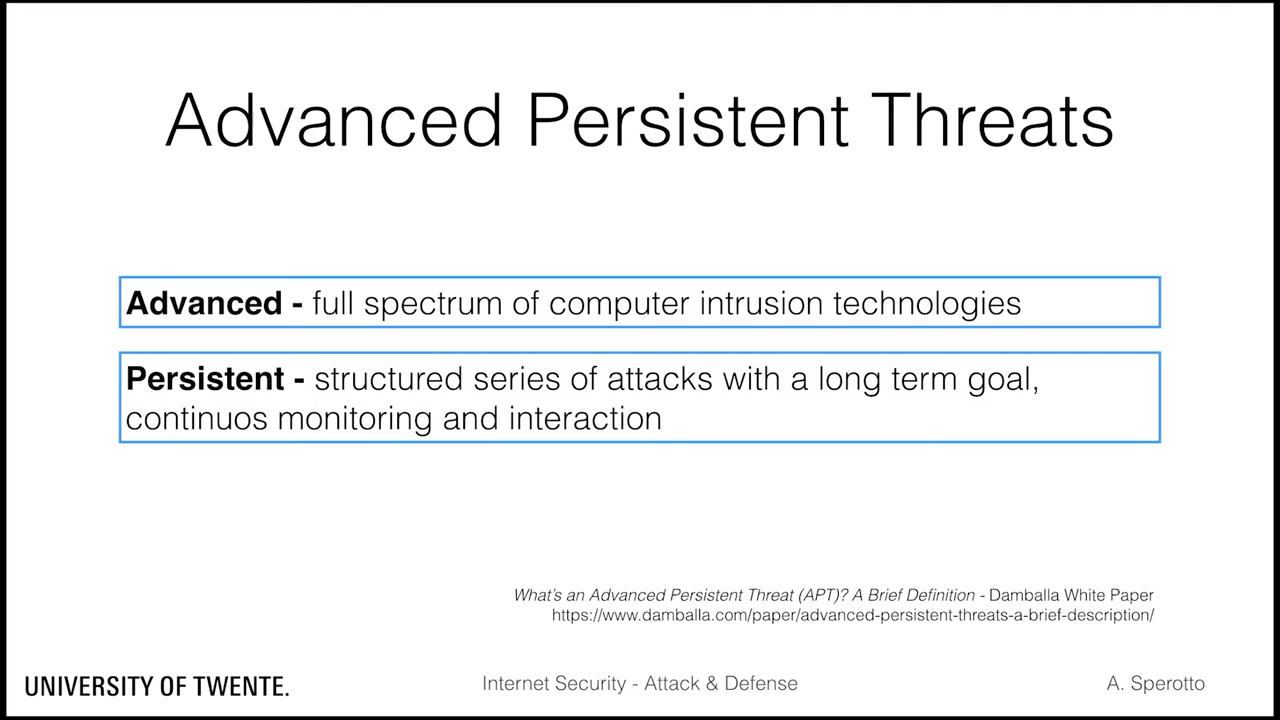 Advanced Persistent Threats
Advanced - full spectrum of computer intrusion technologies
Persistent - structured series of attacks with a long term goal,
continuos monitoring and interaction
What's an Advanced Persistent Threat (APT)? A Brief Definition - Damballa White Paper
https://www.damballa.com/paper/advanced-persistent-threats-a-brief-description/
UNIVERSITY OF TWENTE.
Internet Security - Attack & Defense
A. Sperotto